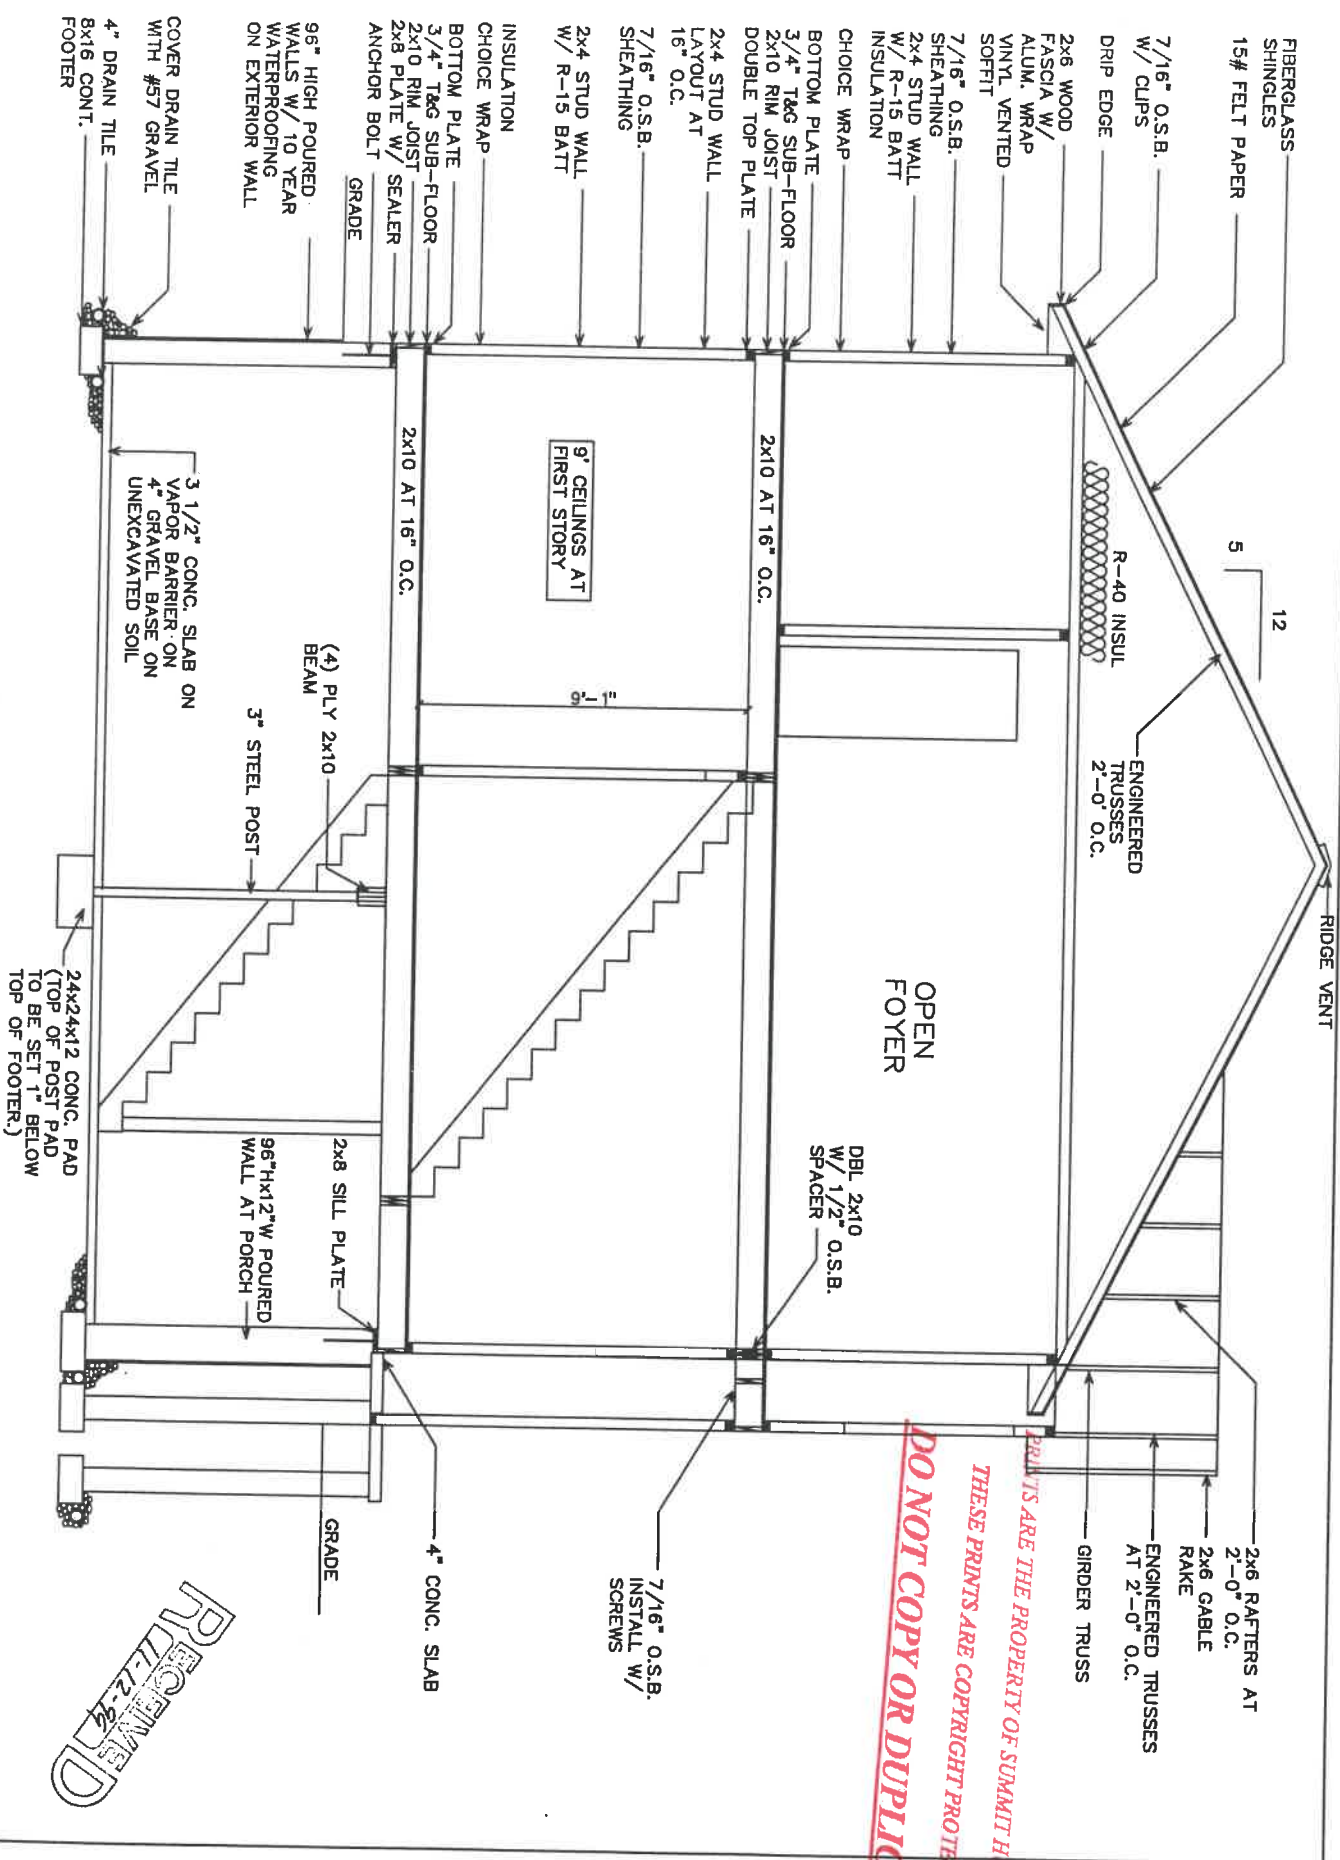 FIBERGLASS
SHINGLES
15# FELT PAPER
7/16" O.S.B.
W/ CLIPS
DRIP EDGE
2x6 WOOD
FASCIA W/
ALUM. WRAP
VINYL VENTED
SOFFIT
7/16" O.S.B.
SHEATHING
2x4 STUD WALL
W/ R-15 BATT
INSULATION
CHOICE WRAP
BOTTOM PLATE
3/4" T&G SUB-FLOOR
2x10 RIM JOIST
DOUBLE TOP PLATE
2x4 STUD WALL
LAYOUT AT
16" O.C.
7/16" O.S.B.
SHEATHING
2x4 STUD WALL
W/ R-15 BATT
INSULATION
CHOICE WRAP
BOTTOM PLATE
3/4" T&G SUB-FLOOR
2x10 RIM JOIST
2x8 PLATE W/ SEALER
ANCHOR BOLT
GRADE
96" HIGH POURED
WALLS W/ 10 YEAR
WATERPROOFING
ON EXTERIOR WALL
COVER DRAIN TILE
WITH #57 GRAVEL
4" DRAIN TILE
8x16 CONT.
FOOTER
5
12
R-40 INSUL
ENGINEERED
TRUSSES
2'-0" O.C.
RIDGE VENT
2x10 AT 16" O.C.
9' CEILINGS AT
FIRST STORY
9'-1"
2x10 AT 16" O.C.
OPEN
FOYER
DBL 2x10
W/ 1/2" O.S.B.
SPACER
(4) PLY 2x10
BEAM
3" STEEL POST
3 1/2" CONC. SLAB ON
VAPOR BARRIER ON
4" GRAVEL BASE ON
UNEXCAVATED SOIL
24x24x12 CONC. PAD
(TOP OF POST PAD
TO BE SET 1" BELOW
TOP OF FOOTER.)
2x8 SILL PLATE
96"Hx12"W POURED
WALL AT PORCH
2x6 RAFTERS AT
2'-0" O.C.
2x6 GABLE
RAKE
ENGINEERED TRUSSES
AT 2'-0" O.C.
GIRDER TRUSS
7/16" O.S.B.
INSTALL W/
SCREWS
4" CONC. SLAB
GRADE
PRINTS ARE THE PROPERTY OF SUMMIT H
THESE PRINTS ARE COPYRIGHT PROTE
DO NOT COPY OR DUPLIC
RECEIVED
11-12-99